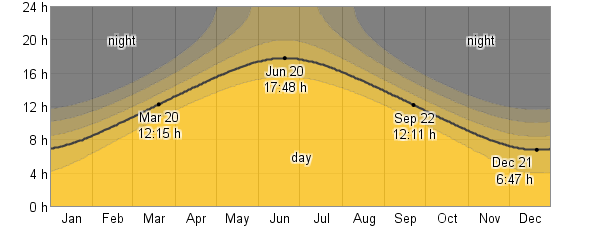 24 h
20 h
16 h
12 h
8 h
4 h
0 h
night
night
Jun 20
17:48 h
Mar 20
12:15 h
Sep 22
12:11 h
day
Dec 21
6:47 h
Jan Feb Mar Apr May Jun Jul Aug Sep Oct Nov Dec